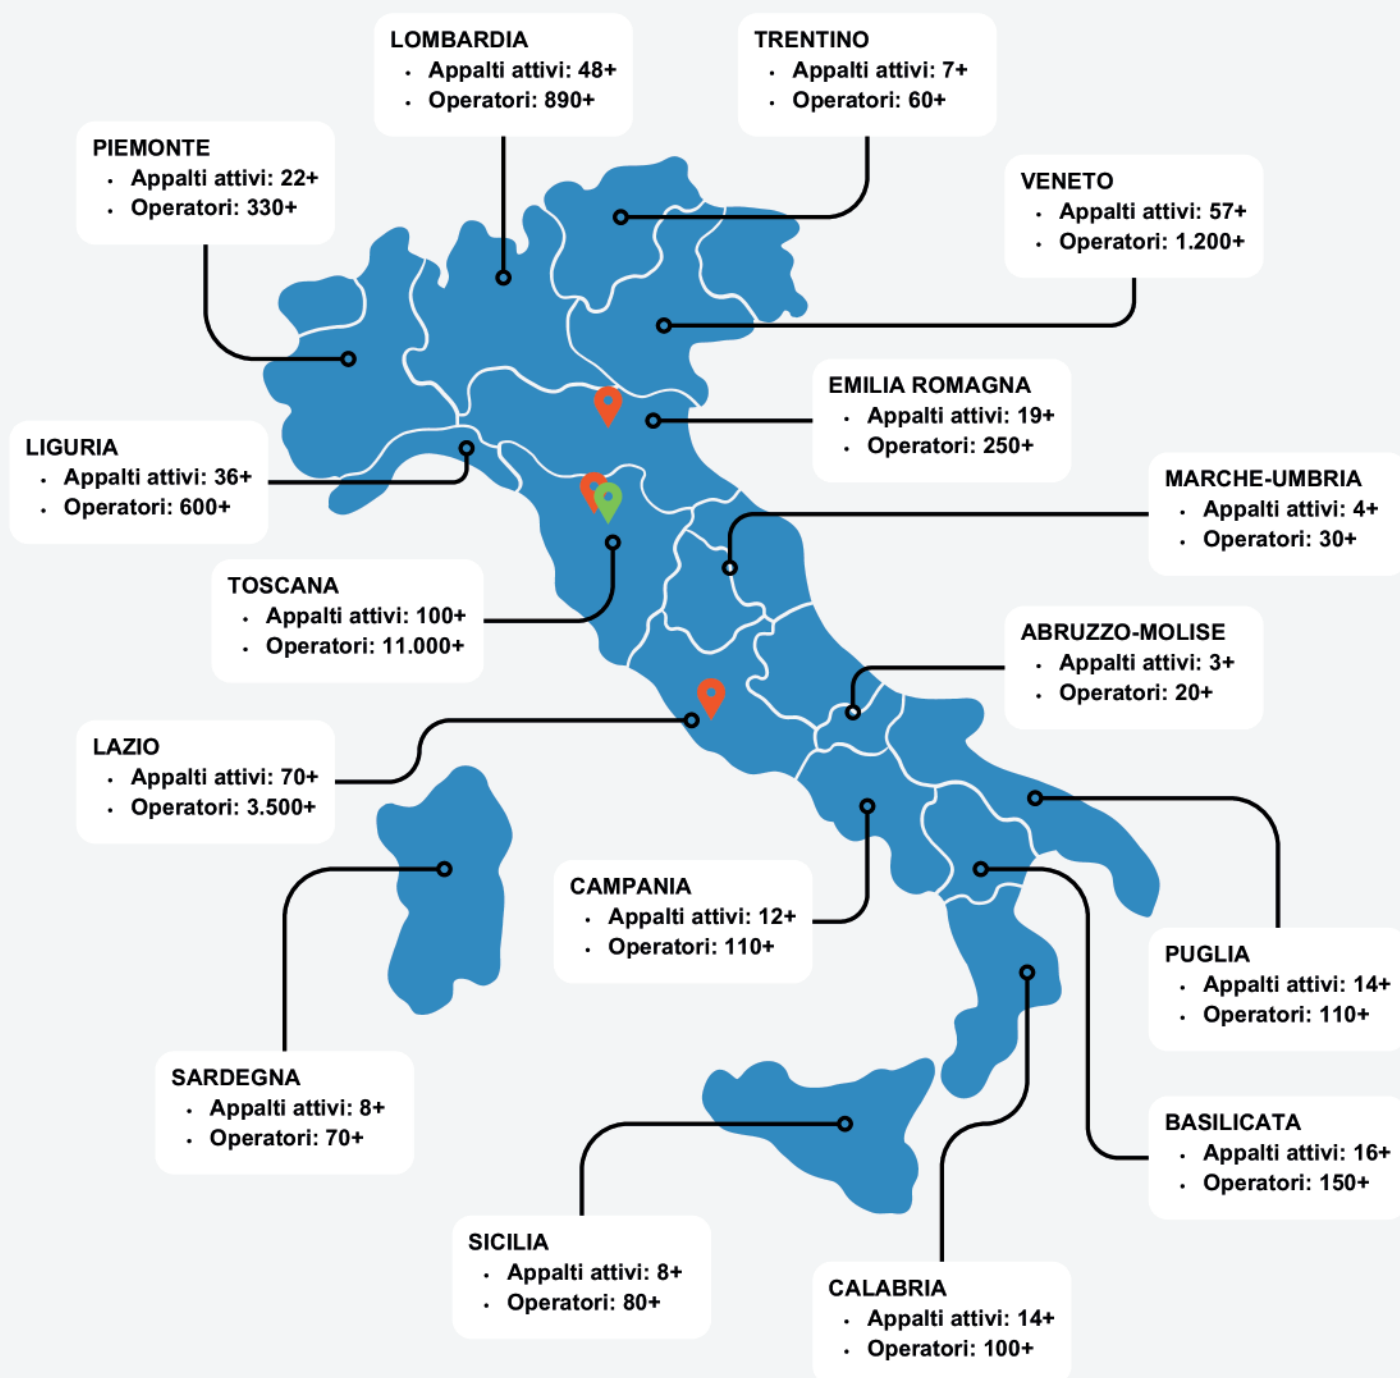 LOMBARDIA
· Appalti attivi: 48+
· Operatori: 890+
TRENTINO
· Appalti attivi: 7+
· Operatori: 60+
PIEMONTE
· Appalti attivi: 22+
· Operatori: 330+
VENETO
· Appalti attivi: 57+
· Operatori: 1.200+
EMILIA ROMAGNA
· Appalti attivi: 19+
· Operatori: 250+
LIGURIA
· Appalti attivi: 36+
· Operatori: 600+
MARCHE-UMBRIA
· Appalti attivi: 4+
· Operatori: 30+
TOSCANA
· Appalti attivi: 100+
· Operatori: 11.000+
ABRUZZO-MOLISE
· Appalti attivi: 3+
· Operatori: 20+
LAZIO
· Appalti attivi: 70+
· Operatori: 3.500+
CAMPANIA
· Appalti attivi: 12+
· Operatori: 110+
PUGLIA
· Appalti attivi: 14+
· Operatori: 110+
SARDEGNA
· Appalti attivi: 8+
· Operatori: 70+
BASILICATA
· Appalti attivi: 16+
· Operatori: 150+
SICILIA
· Appalti attivi: 8+
· Operatori: 80+
CALABRIA
· Appalti attivi: 14+
· Operatori: 100+